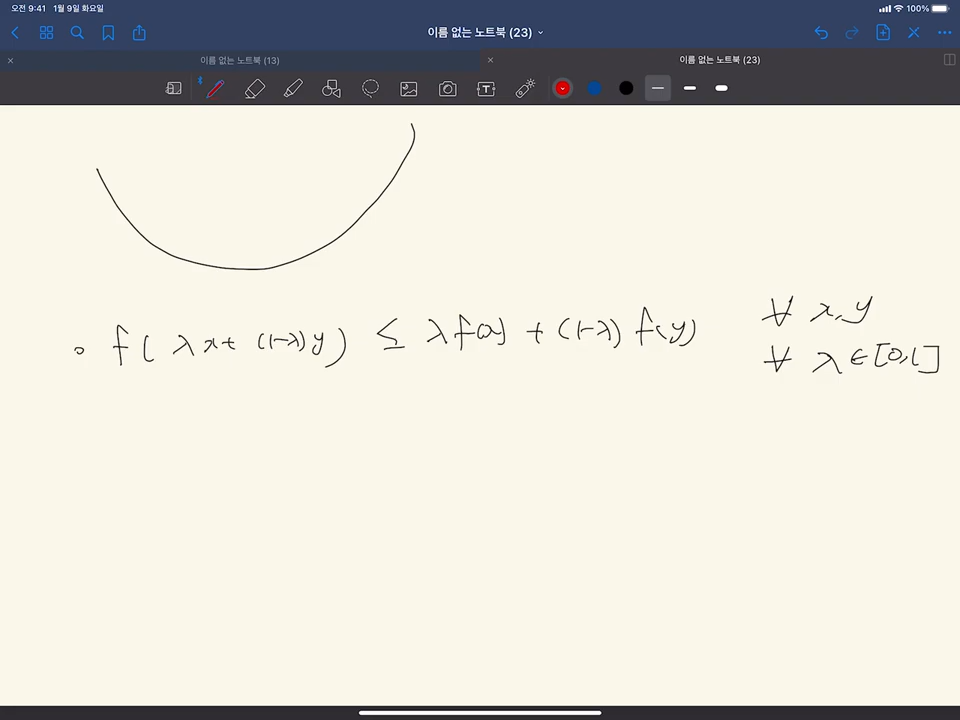 오전 9:41 1월 9일 화요일
100%
이름 없는 노트북 (23)
이름 없는 노트북 (13)
이름 없는 노트북 (23)
∀ x, y
f( λx + (1-λ)y ) ≤ λf(x) + (1-λ) f(y)
∀ λ ∈ [0,1]